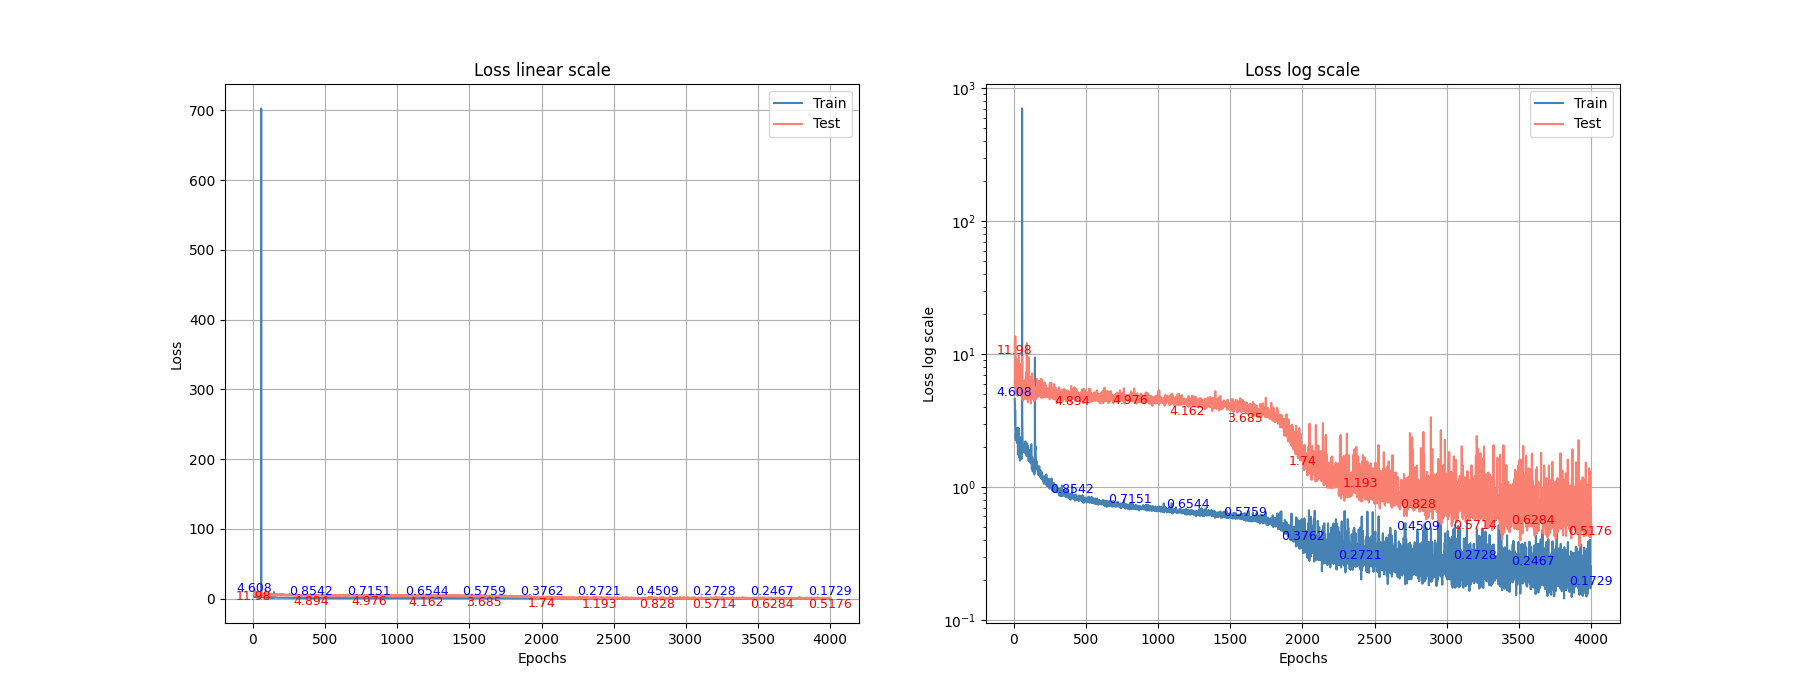 Loss linear scale
Train
Test
700
600
500
400
300
200
100
0
Loss
4.608 0.8542 0.7151 0.6544 0.5759 0.3762 0.2721 0.4509 0.2728 0.2467 0.1729
11.98 4.894 4.976 4.162 3.685 1.74 1.193 0.828 0.5714 0.6284 0.5176
0 500 1000 1500 2000 2500 3000 3500 4000
Epochs
Loss log scale
Train
Test
10³
10²
10¹
10⁰
10⁻¹
Loss log scale
11.98 4.894 4.976 4.162 3.685 1.74 1.193 0.828 0.5714 0.6284 0.5176
4.608 0.8542 0.7151 0.6544 0.5759 0.3762 0.2721 0.4509 0.2728 0.2467 0.1729
0 500 1000 1500 2000 2500 3000 3500 4000
Epochs